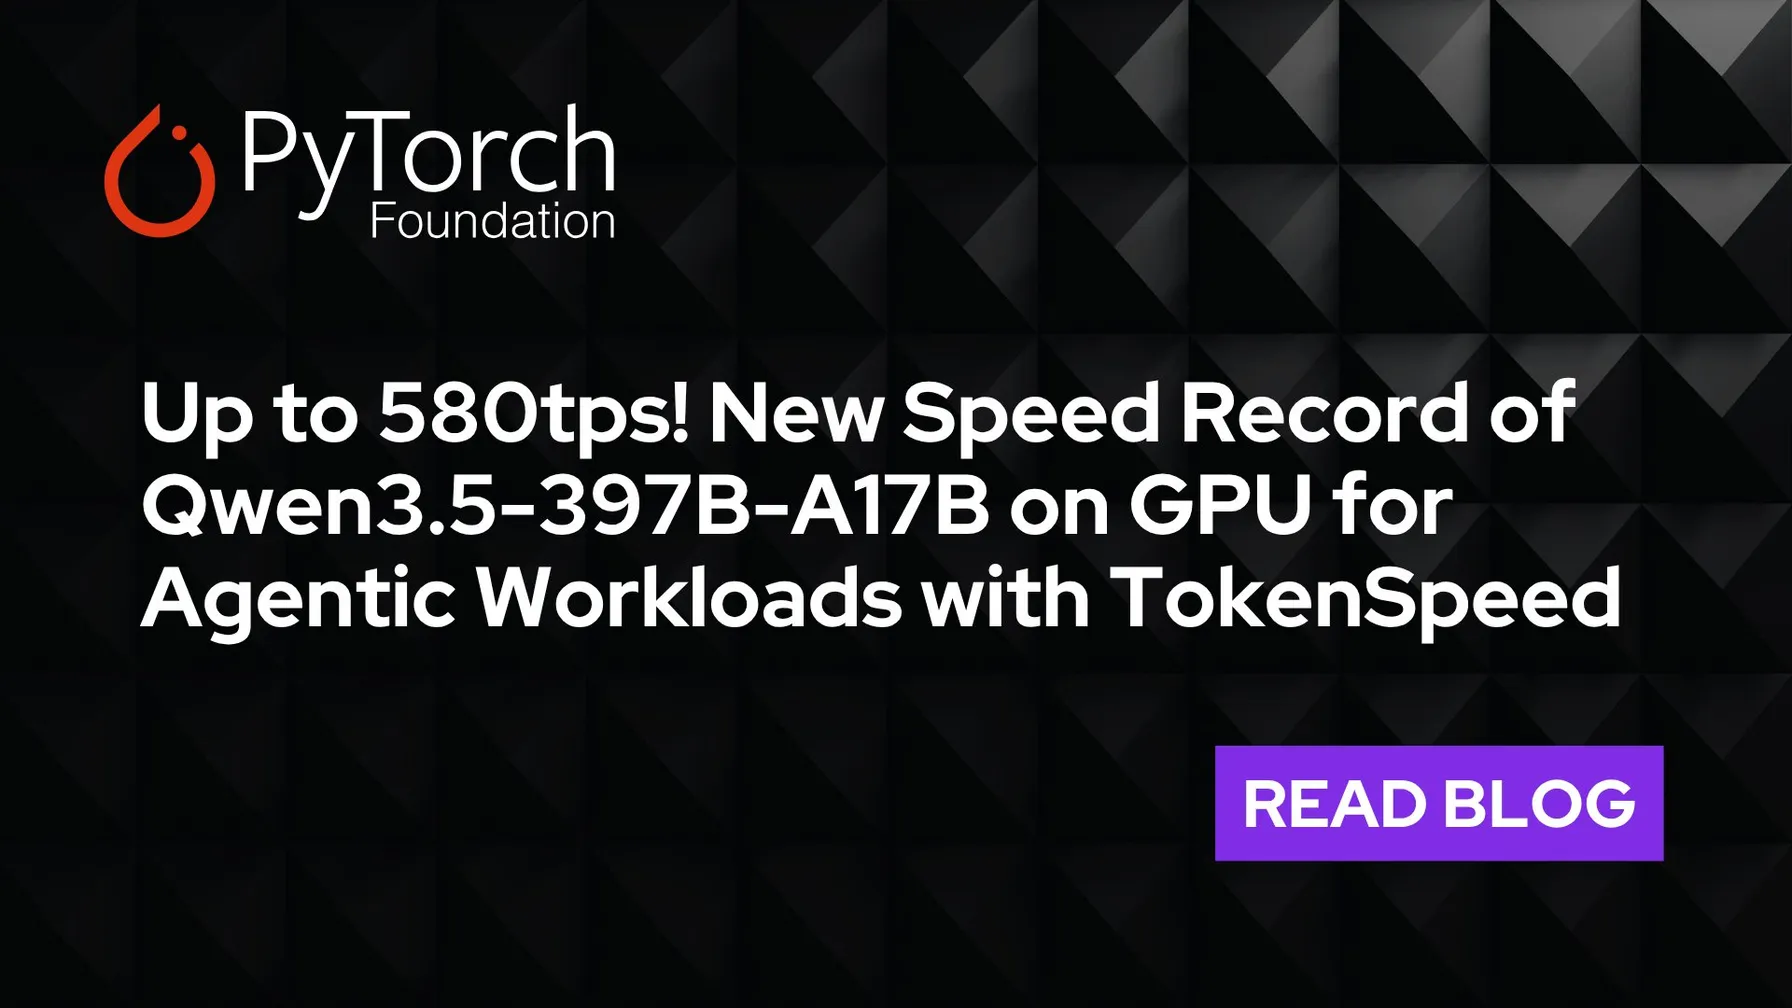 PyTorch
Foundation
Up to 580tps! New Speed Record of
Qwen3.5-397B-A17B on GPU for
Agentic Workloads with TokenSpeed
READ BLOG